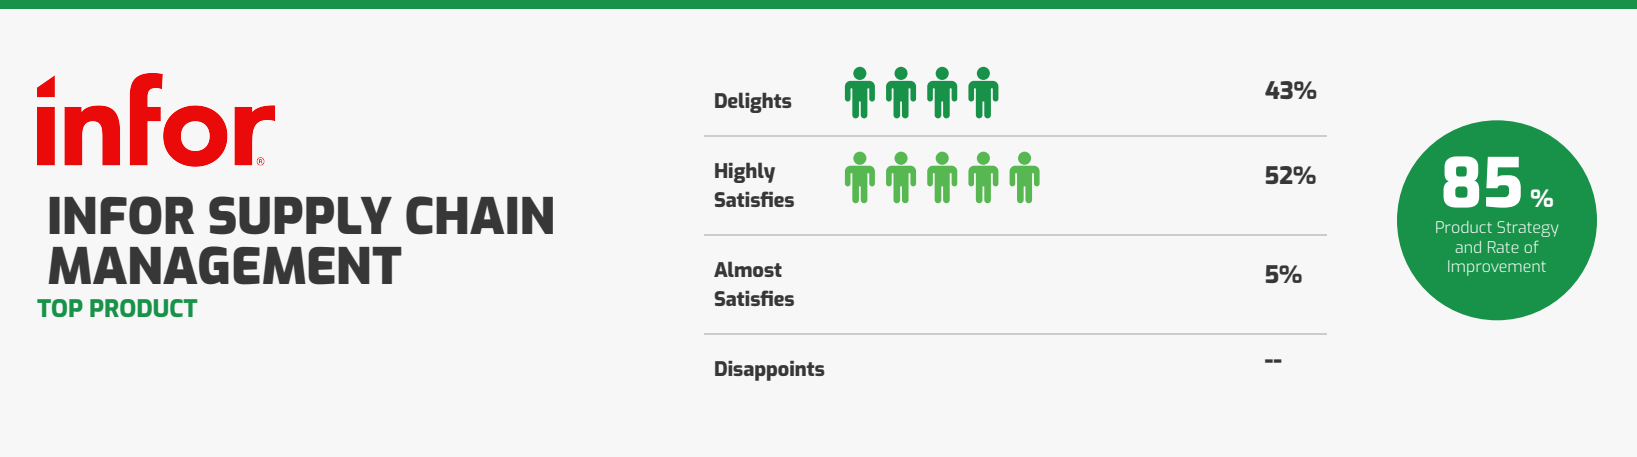 infor®
INFOR SUPPLY CHAIN
MANAGEMENT
TOP PRODUCT
Delights 43%
Highly
Satisfies 52%
Almost
Satisfies 5%
Disappoints --
85 %
Product Strategy
and Rate of
Improvement